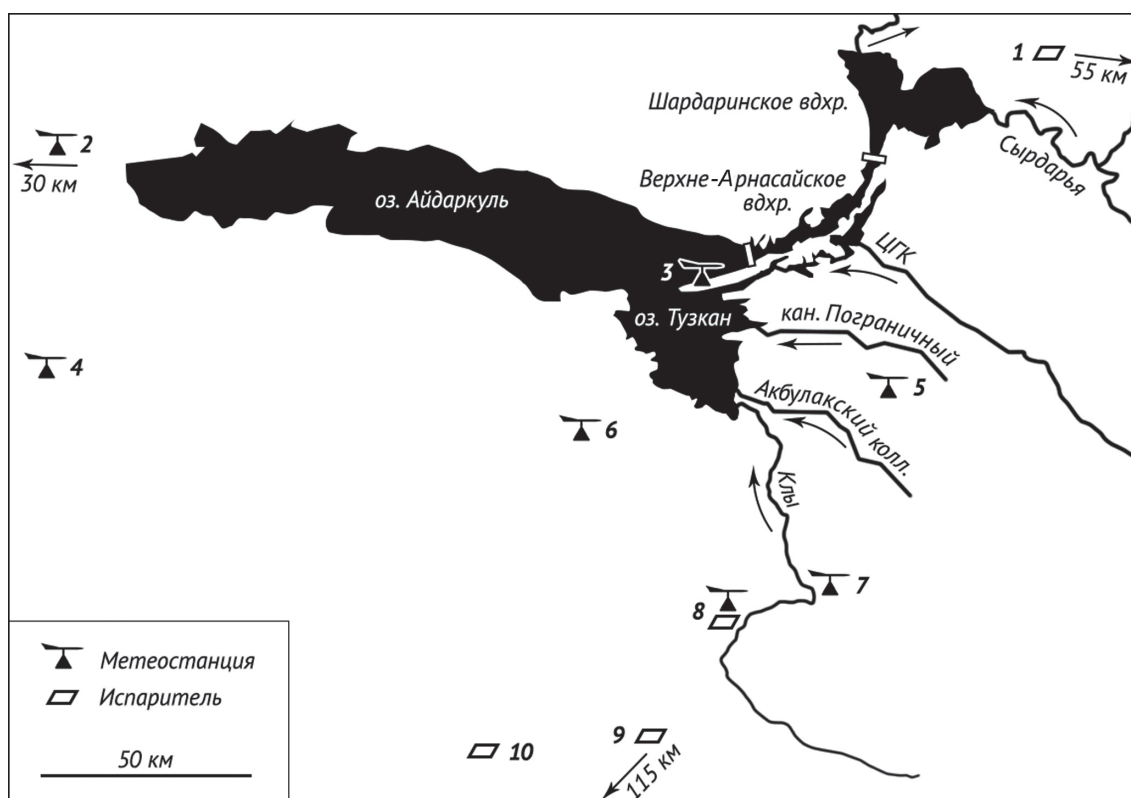 1
55 км
Шардаринское вдхр.
Сырдарья
2
30 км
Верхне-Арнасайское
вдхр.
оз. Айдаркуль
ЦГК
3
оз. Тузкан
кан. Пограничный
4
5
Акбулакский колл.
6
Клы
7
8
Метеостанция
Испаритель
50 км
9
10
115 км